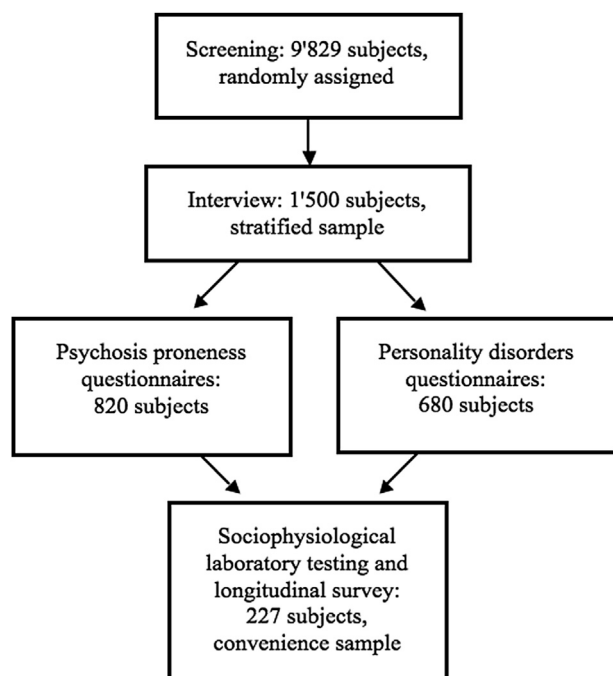 Screening: 9'829 subjects,
randomly assigned
Interview: 1'500 subjects,
stratified sample
Psychosis proneness
questionnaires:
820 subjects
Personality disorders
questionnaires:
680 subjects
Sociophysiological
laboratory testing and
longitudinal survey:
227 subjects,
convenience sample